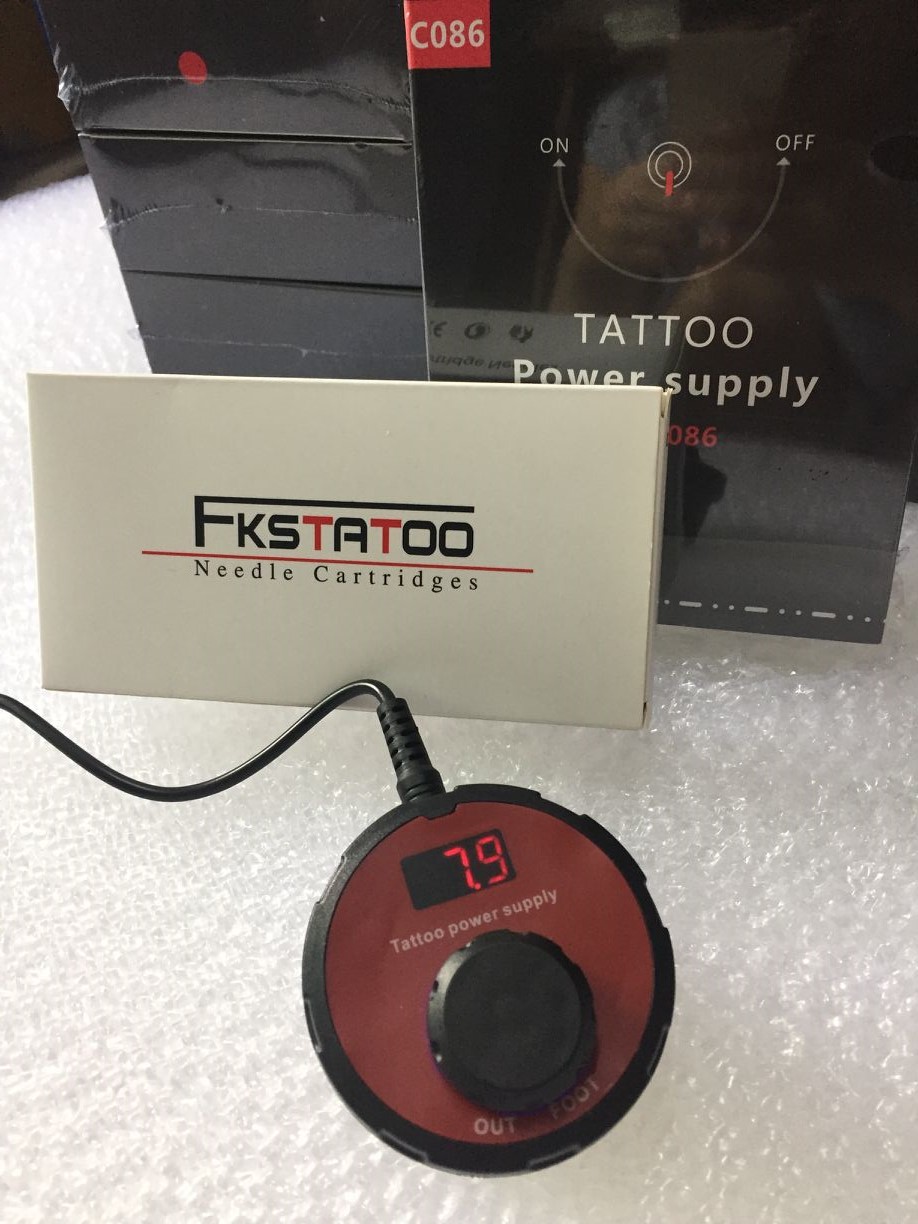 C086
ON
OFF
TATTOO
Power supply
086
FKSTATOO
Needle Cartridges
7.9
Tattoo power supply
OUT
FOOT